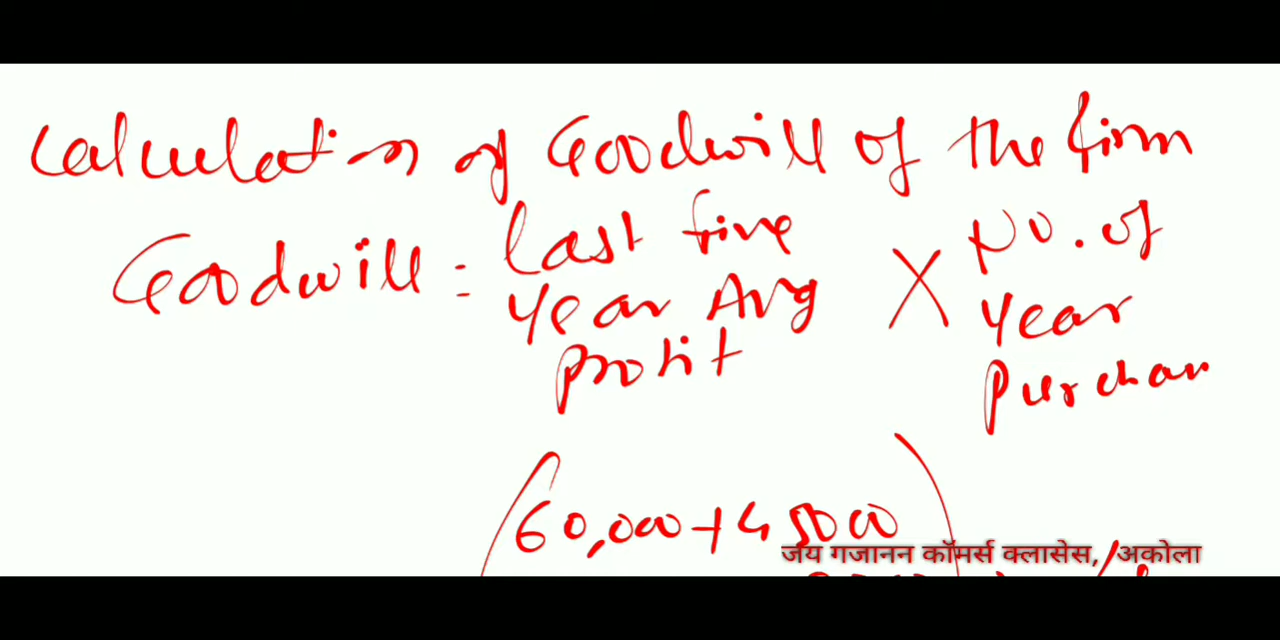 Calculation of Goodwill of the firm
Goodwill = Last five year Avg profit X No. of year purchase
(60,000 + 45000
जय गजानन कॉमर्स क्लासेस, अकोला